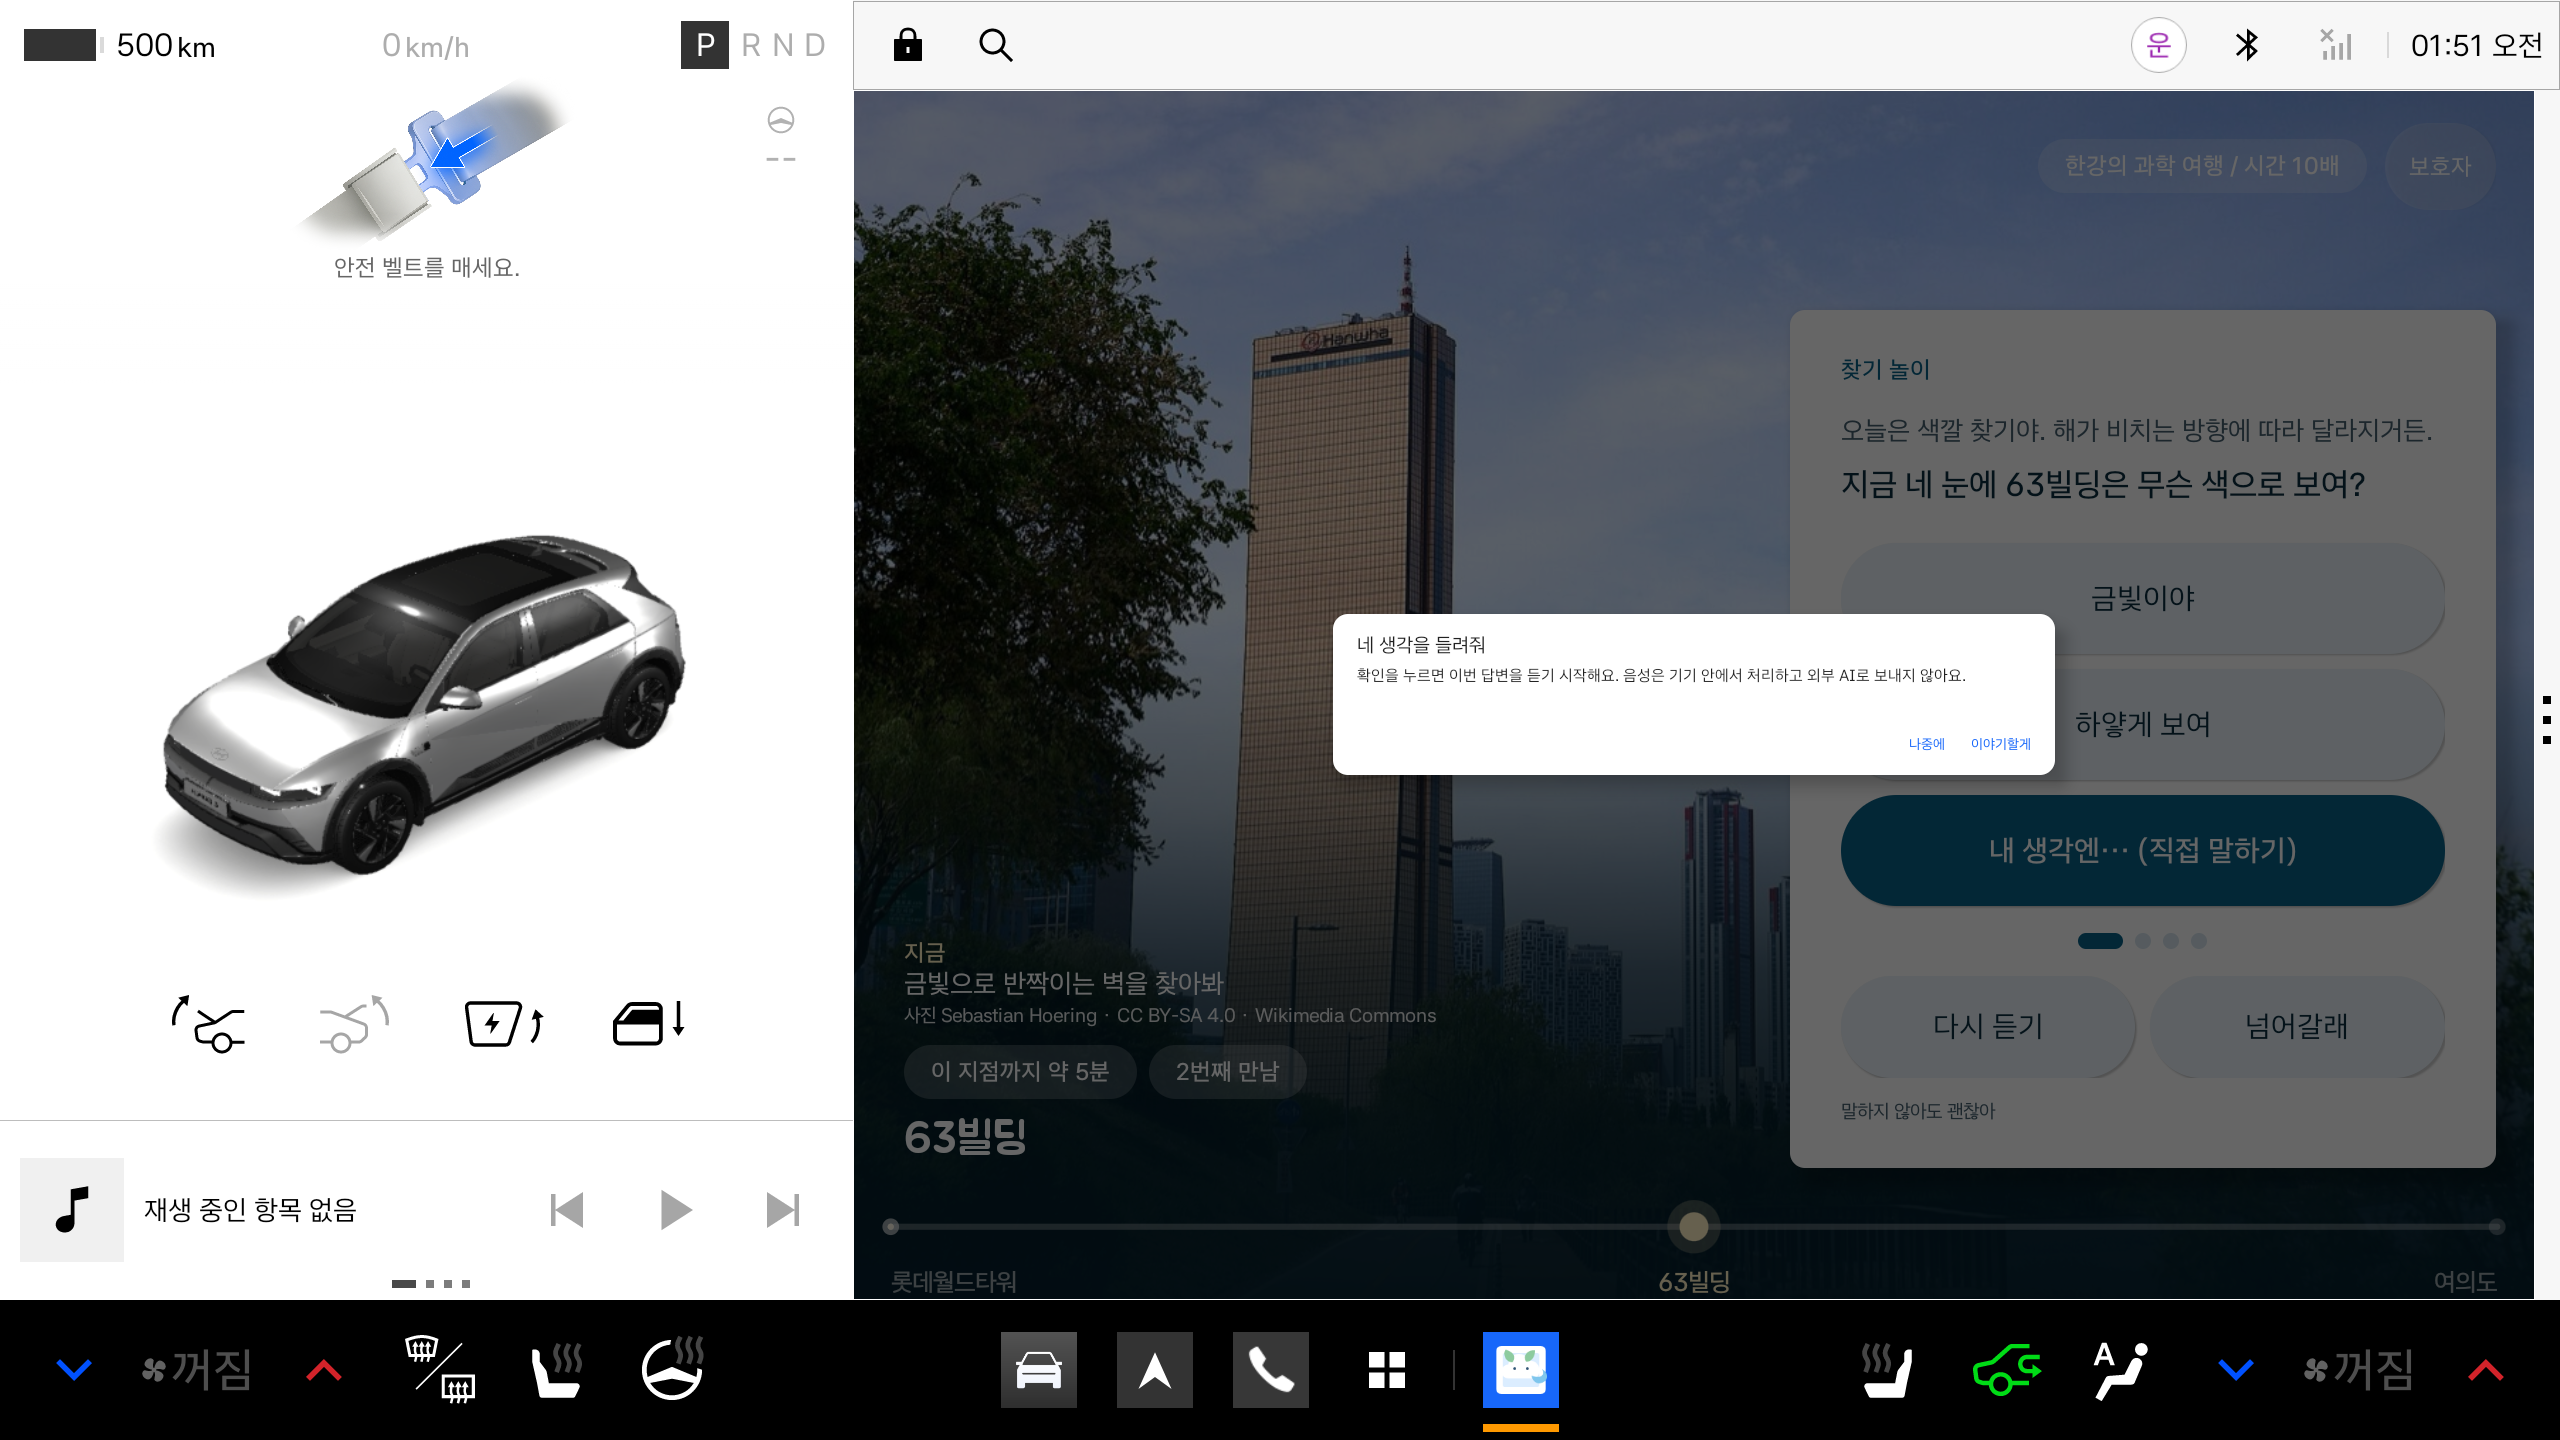 500 km
0 km/h
P R N D
안전 벨트를 매세요.
재생 중인 항목 없음
운
01:51 오전
한강의 과학 여행 / 시간 10배
보호자
Hanwha
찾기 놀이
오늘은 색깔 찾기야. 해가 비치는 방향에 따라 달라지거든.
지금 네 눈에 63빌딩은 무슨 색으로 보여?
금빛이야
하얗게 보여
내 생각엔… (직접 말하기)
다시 듣기
넘어갈래
말하지 않아도 괜찮아
네 생각을 들려줘
확인을 누르면 이번 답변을 듣기 시작해요. 음성은 기기 안에서 처리하고 외부 AI로 보내지 않아요.
나중에
이야기할게
지금
금빛으로 반짝이는 벽을 찾아봐
사진 Sebastian Hoering · CC BY-SA 4.0 · Wikimedia Commons
이 지점까지 약 5분
2번째 만남
63빌딩
롯데월드타워
63빌딩
여의도
꺼짐
A
꺼짐